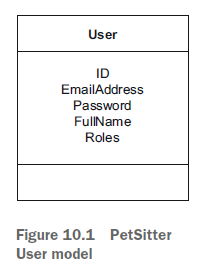 User
ID
EmailAddress
Password
FullName
Roles
Figure 10.1 PetSitter
User model